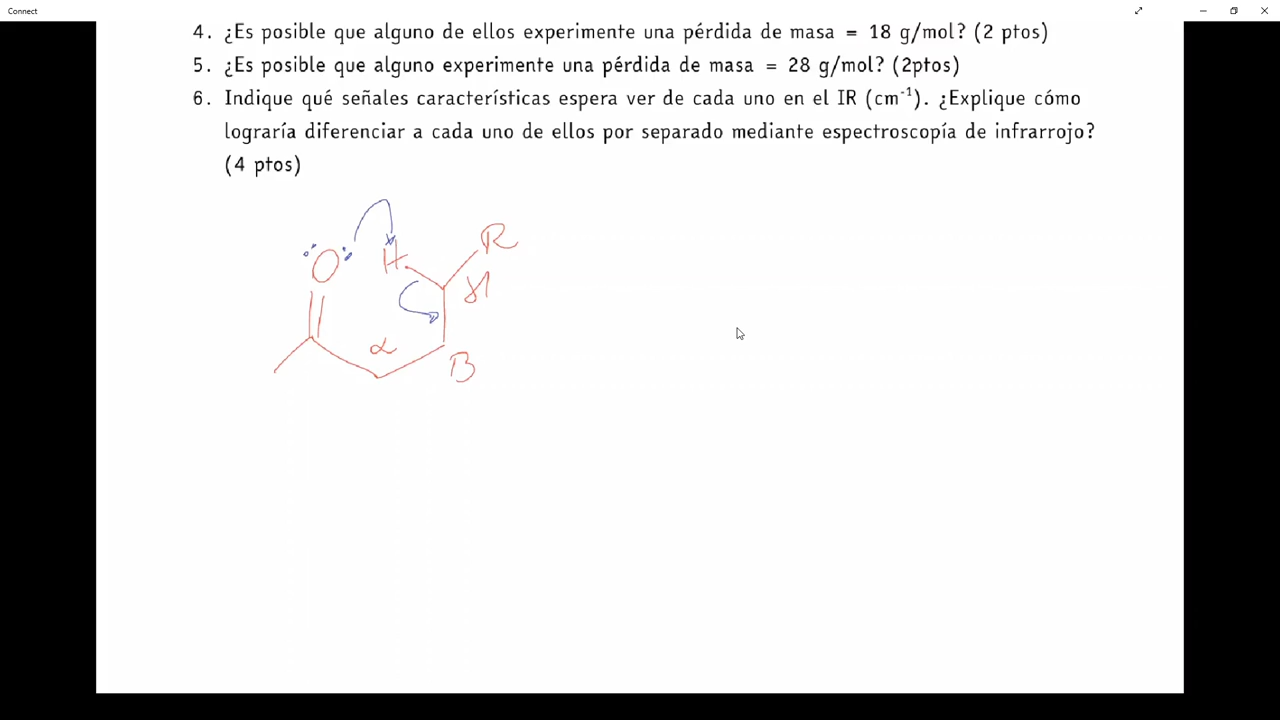 Connect
4. ¿Es posible que alguno de ellos experimente una pérdida de masa = 18 g/mol? (2 ptos)
5. ¿Es posible que alguno experimente una pérdida de masa = 28 g/mol? (2ptos)
6. Indique qué señales características espera ver de cada uno en el IR (cm⁻¹). ¿Explique cómo
lograría diferenciar a cada uno de ellos por separado mediante espectroscopía de infrarrojo?
(4 ptos)
R
O H
α
B